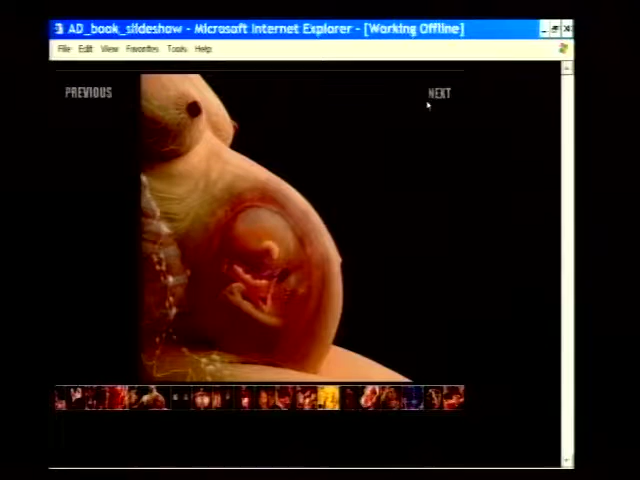 AD_book_slideshow - Microsoft Internet Explorer - [Working Offline]
File Edit View Favorites Tools Help
PREVIOUS NEXT